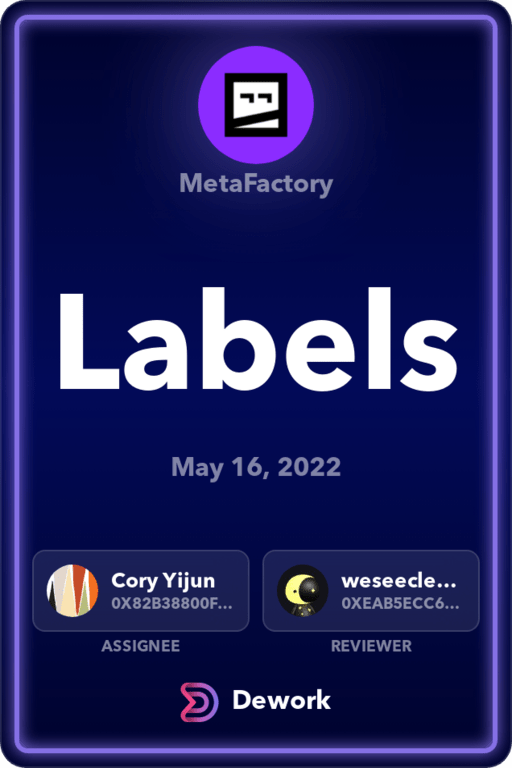 MetaFactory
Labels
May 16, 2022
Cory Yijun
0X82B38800F...
ASSIGNEE
weseecle...
0XEAB5ECC6...
REVIEWER
Dework